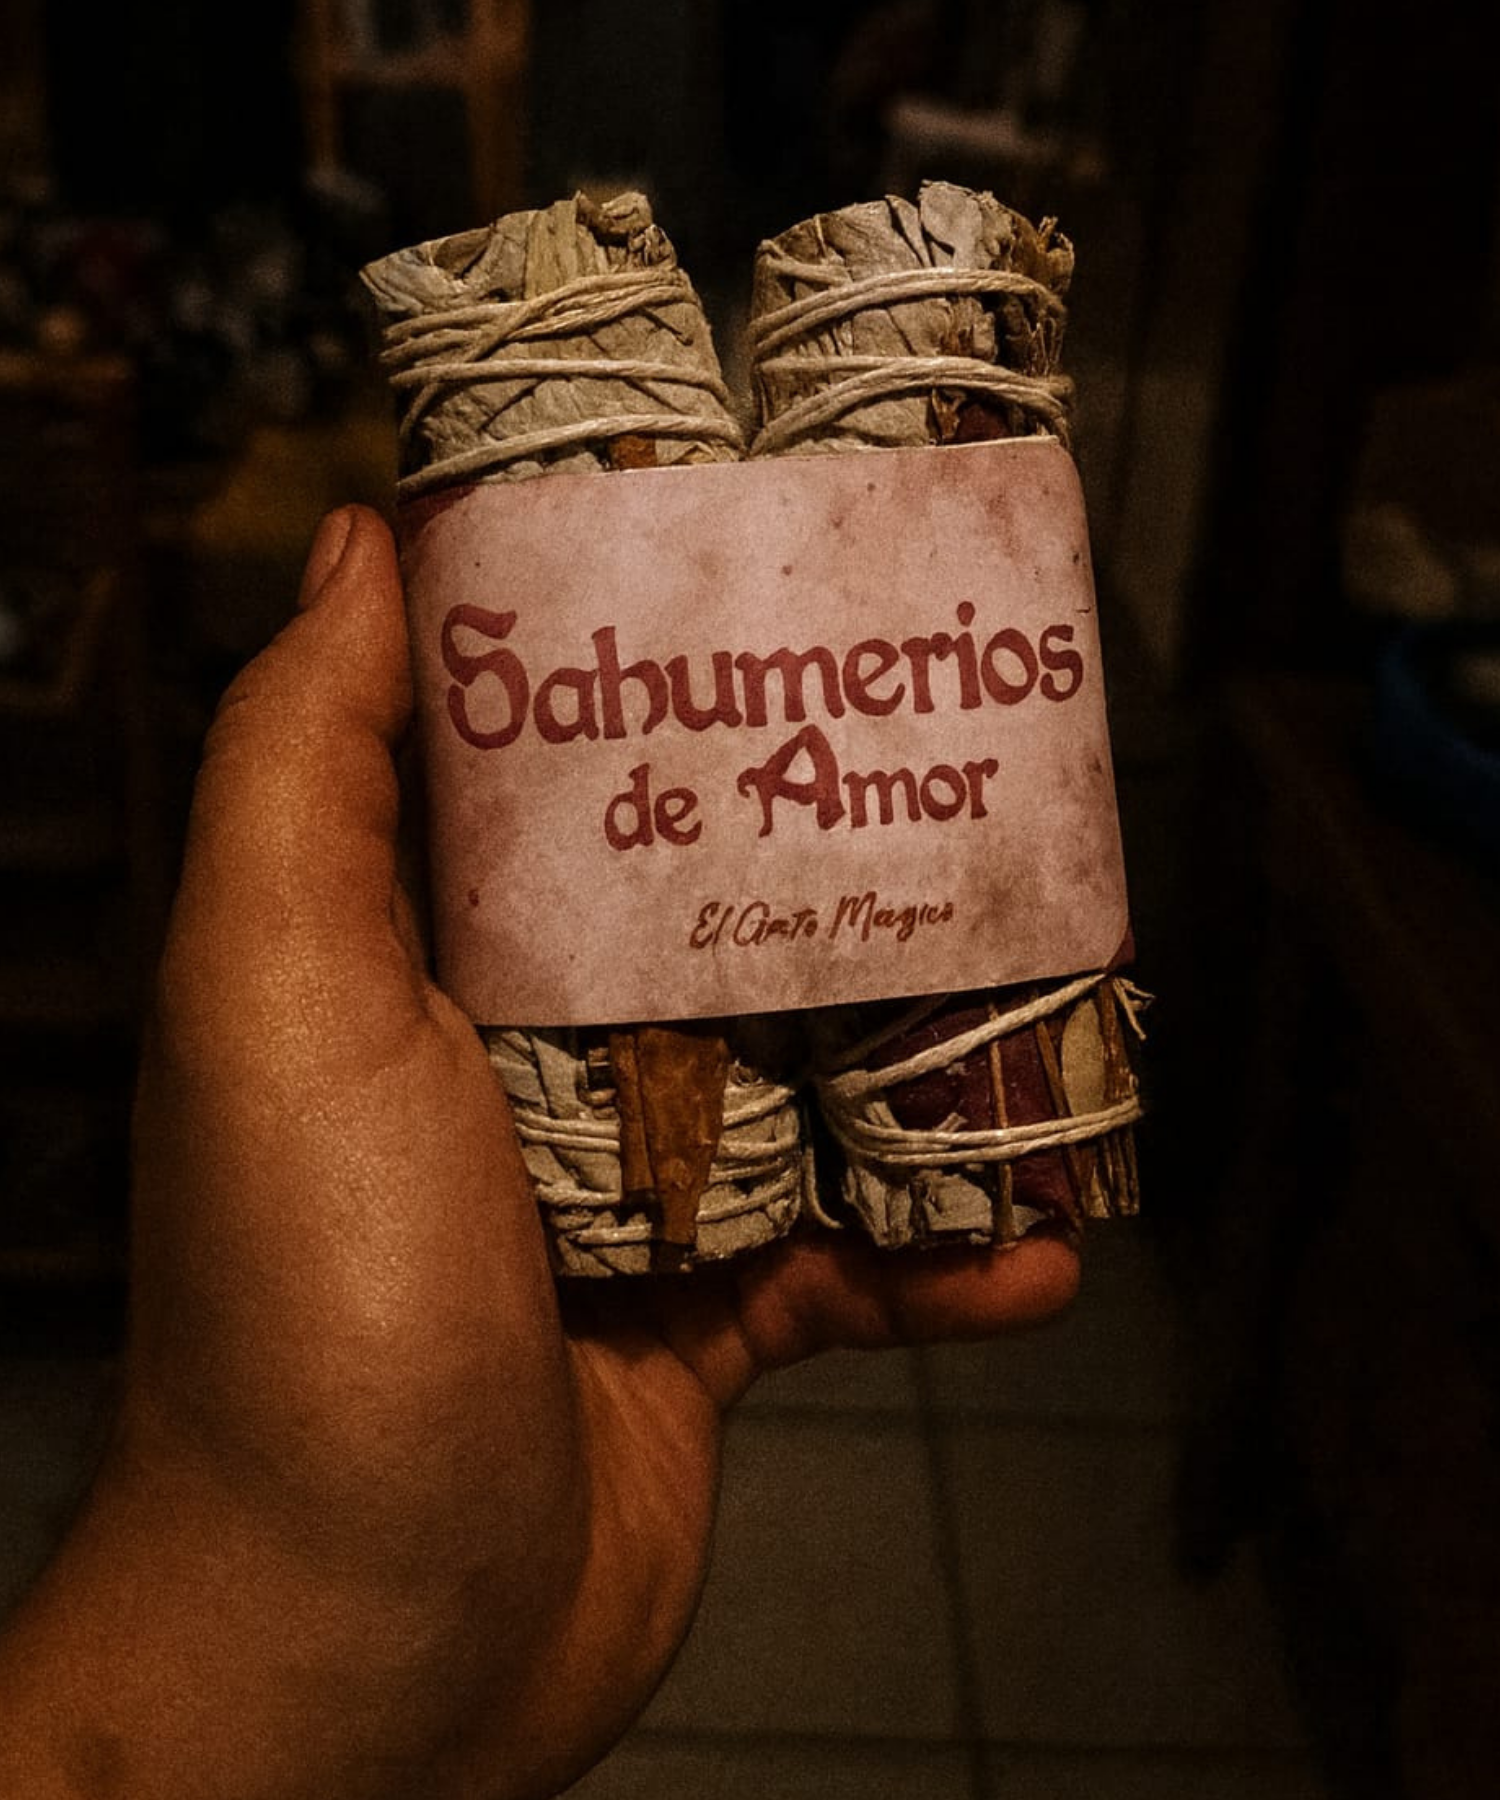 Sahumerios
de Amor
El Gato Magico